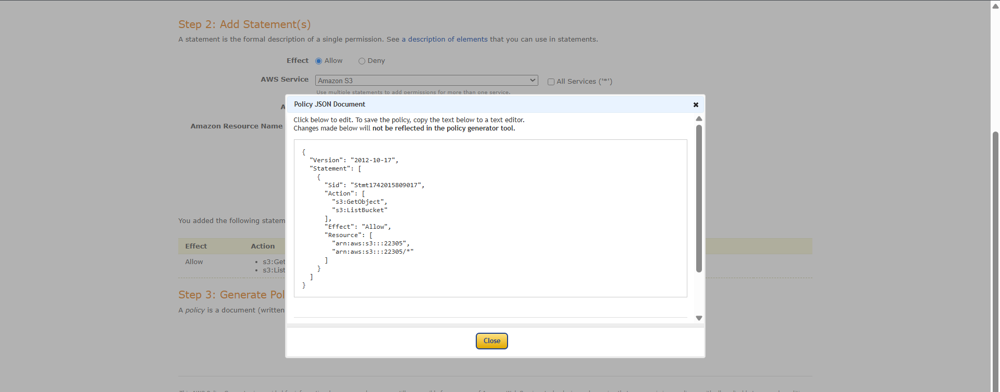 Step 2: Add Statement(s)
A statement is the formal description of a single permission. See a description of elements that you can use in statements.
Effect Allow Deny
AWS Service Amazon S3 All Services ('*')
Use multiple statements to add permissions for more than one service.
Policy JSON Document
A
Click below to edit. To save the policy, copy the text below to a text editor.
Amazon Resource Name
Changes made below will not be reflected in the policy generator tool.
{
"Version": "2012-10-17",
"Statement": [
{
"Sid": "Stmt1742015809017",
"Action": [
"s3:GetObject",
"s3:ListBucket"
],
"Effect": "Allow",
"Resource": [
"arn:aws:s3:::22305",
"arn:aws:s3:::22305/*"
]
}
]
}
You added the following statem
Effect Action
Allow
• s3:Get
• s3:List
Step 3: Generate Pol
A policy is a document (written
Close